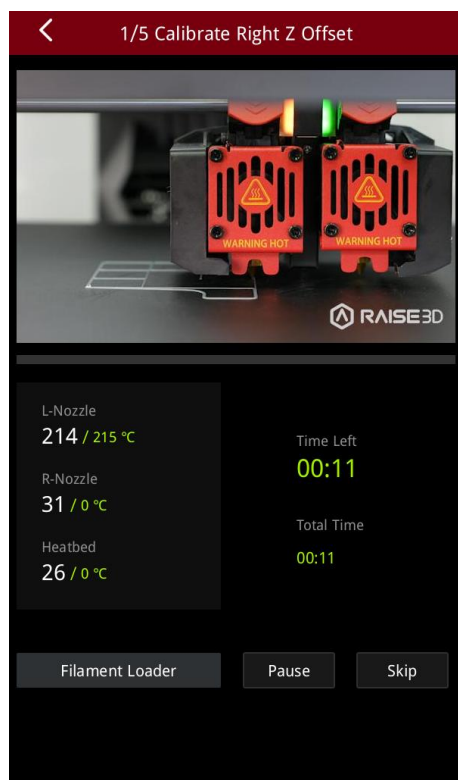 1/5 Calibrate Right Z Offset
WARNING HOT
WARNING HOT
RAISE3D
L-Nozzle
214 / 215 ℃
R-Nozzle
31 / 0 ℃
Heatbed
26 / 0 ℃
Time Left
00:11
Total Time
00:11
Filament Loader
Pause
Skip